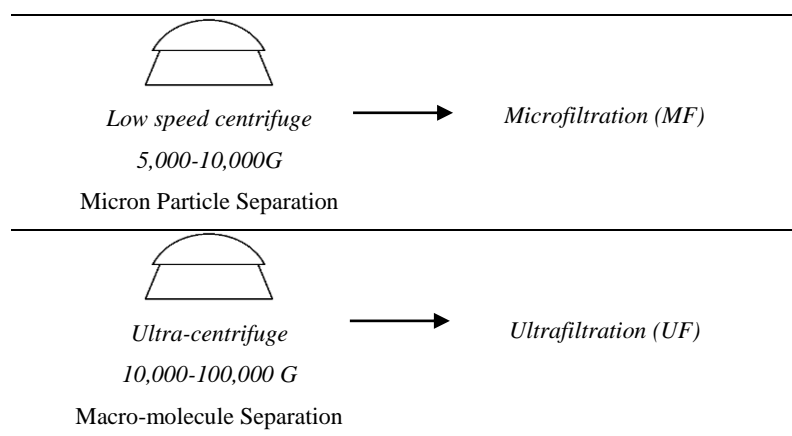 Low speed centrifuge
Microfiltration (MF)
5,000-10,000G
Micron Particle Separation
Ultra-centrifuge
Ultrafiltration (UF)
10,000-100,000 G
Macro-molecule Separation